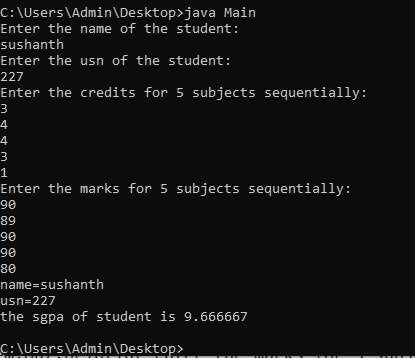 C:\Users\Admin\Desktop>java Main
Enter the name of the student:
sushanth
Enter the usn of the student:
227
Enter the credits for 5 subjects sequentially:
3
4
4
3
1
Enter the marks for 5 subjects sequentially:
90
89
90
90
80
name=sushanth
usn=227
the sgpa of student is 9.666667
C:\Users\Admin\Desktop>